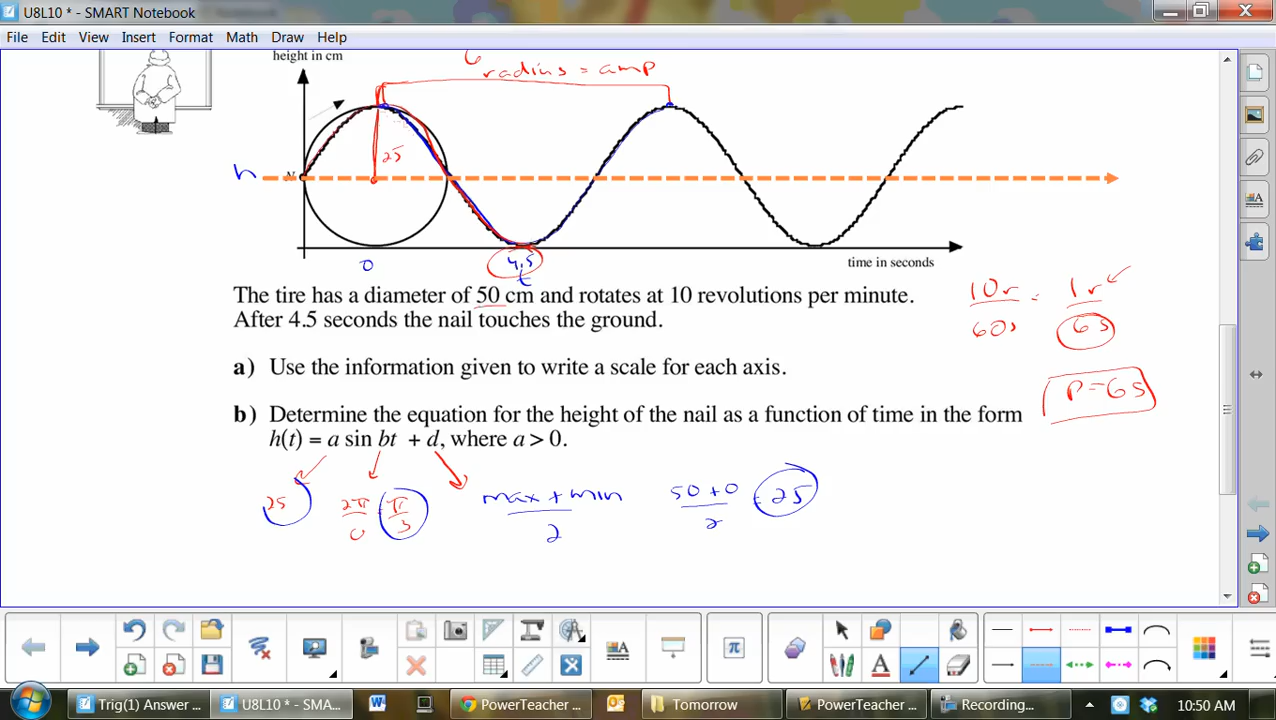 U8L10 * - SMART Notebook
File Edit View Insert Format Math Draw Help
height in cm
radius = amp
25
h
N
0
4.5
t
time in seconds
The tire has a diameter of 50 cm and rotates at 10 revolutions per minute.
After 4.5 seconds the nail touches the ground.
10r = 1r
60s 6s
P=6s
a) Use the information given to write a scale for each axis.
b) Determine the equation for the height of the nail as a function of time in the form
h(t) = a sin bt + d, where a > 0.
25 2π = π max + min 50 + 0 = 25
3 2 2
π
A
Trig(1) Answer ... U8L10 * - SMA... PowerTeacher ... Tomorrow PowerTeacher ... Recording... 10:50 AM